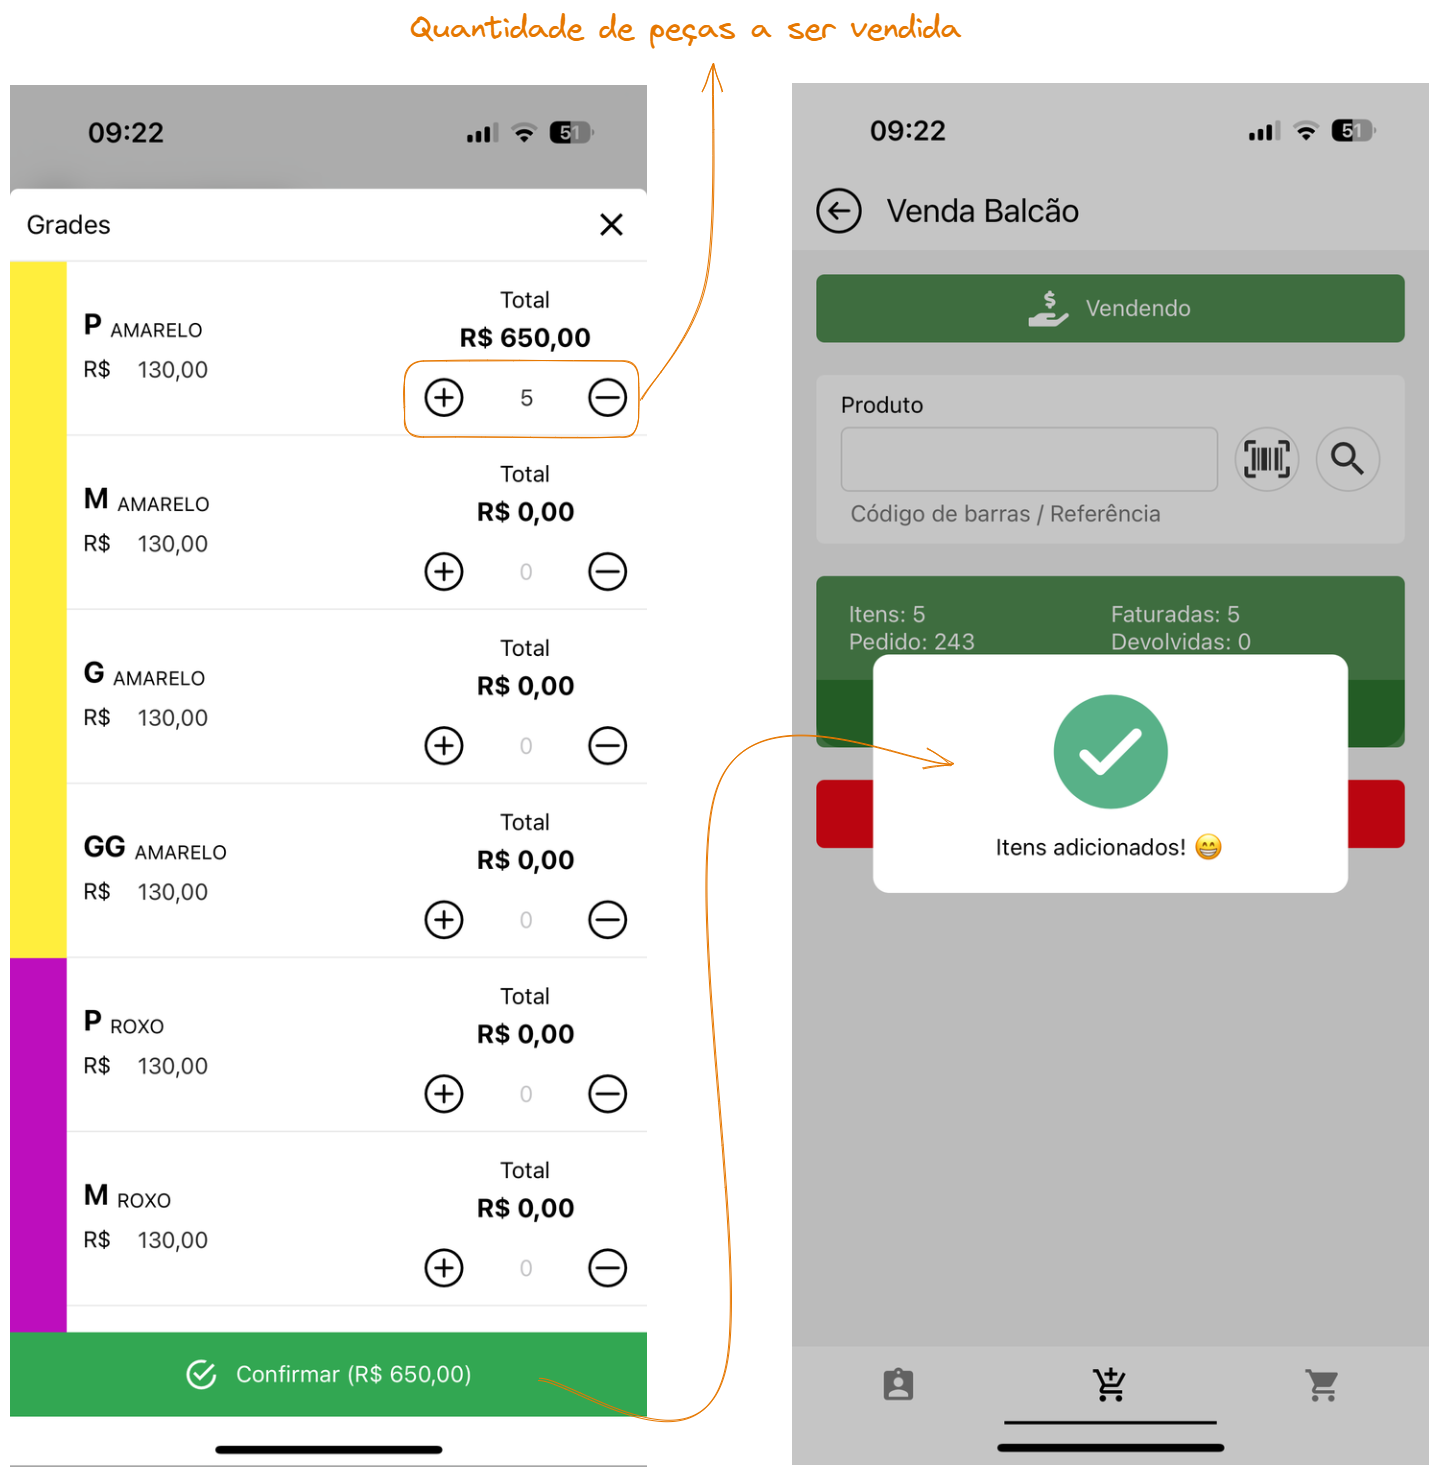 Quantidade de peças a ser vendida
09:22
51
Grades
P AMARELO
R$ 130,00
Total
R$ 650,00
5
M AMARELO
R$ 130,00
Total
R$ 0,00
0
G AMARELO
R$ 130,00
Total
R$ 0,00
0
GG AMARELO
R$ 130,00
Total
R$ 0,00
0
P ROXO
R$ 130,00
Total
R$ 0,00
0
M ROXO
R$ 130,00
Total
R$ 0,00
0
Confirmar (R$ 650,00)
09:22
51
Venda Balcão
Vendendo
Produto
Código de barras / Referência
Itens: 5
Faturadas: 5
Pedido: 243
Devolvidas: 0
Itens adicionados! 😁